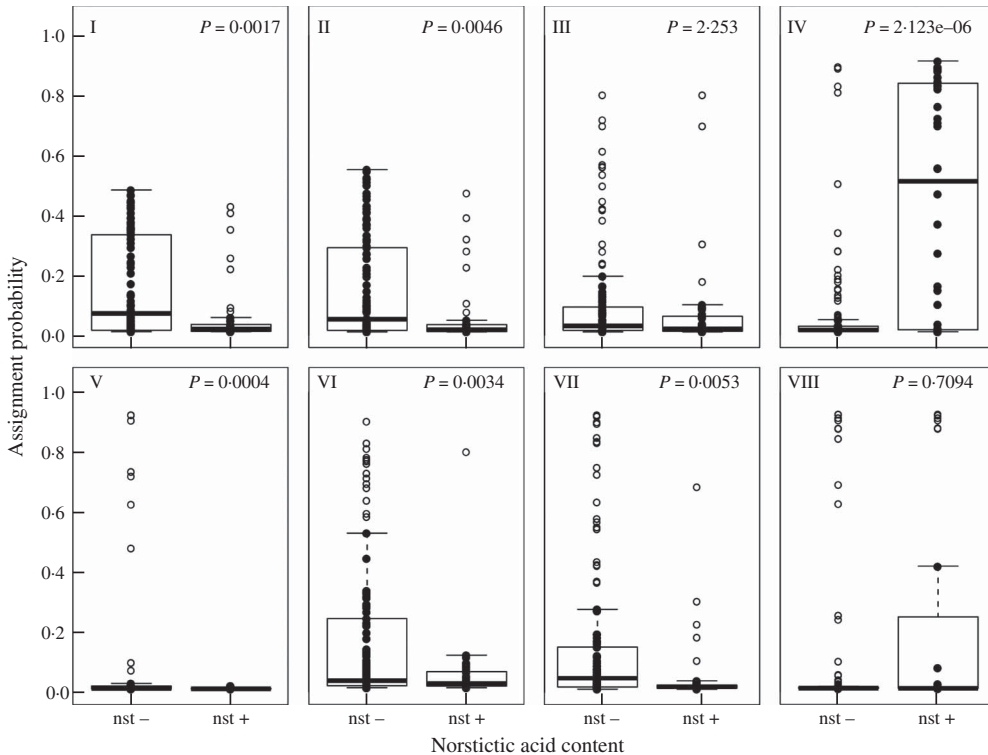 I P = 0·0017
II P = 0·0046
III P = 2·253
IV P = 2·123e–06
1·0
0·8
0·6
0·4
0·2
0·0
V P = 0·0004
VI P = 0·0034
VII P = 0·0053
VIII P = 0·7094
1·0
0·8
0·6
0·4
0·2
0·0
Assignment probability
nst – nst + nst – nst + nst – nst + nst – nst +
Norstictic acid content